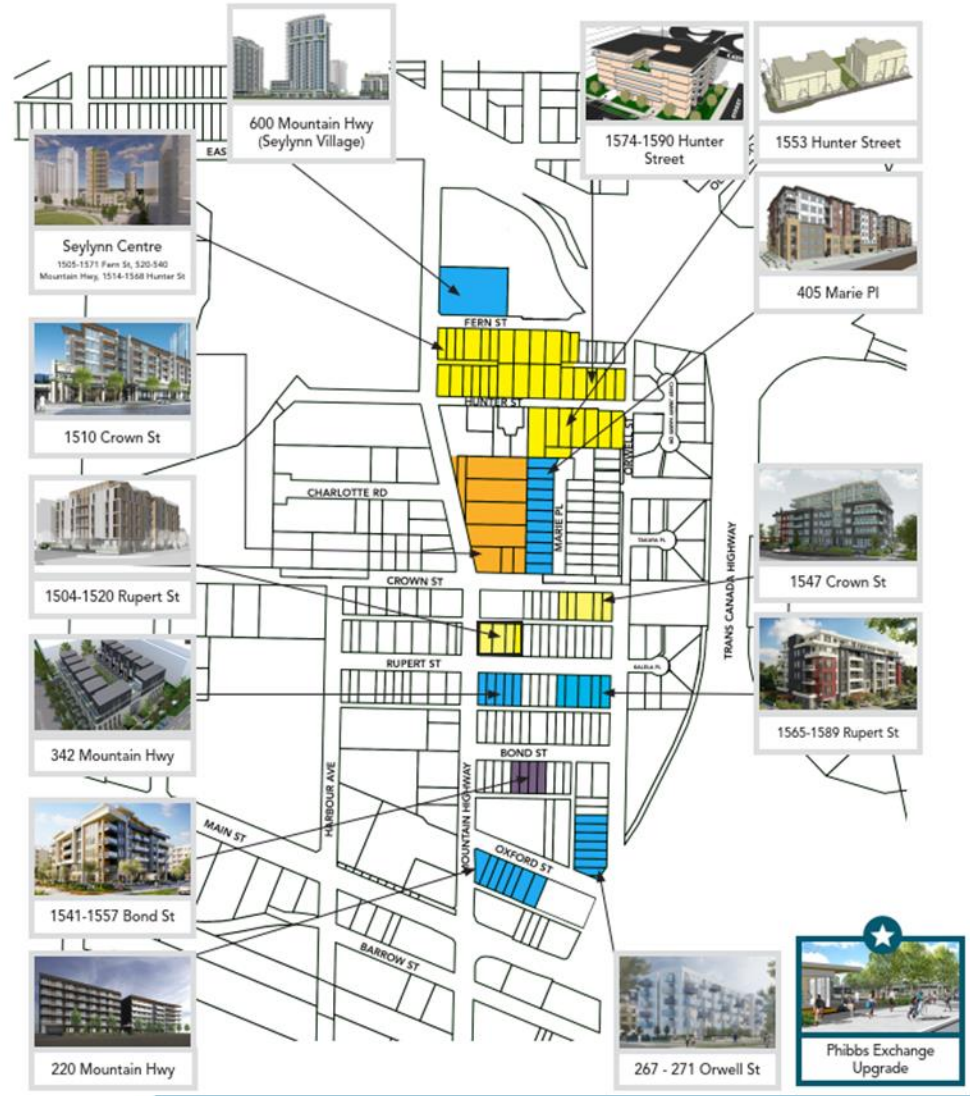 600 Mountain Hwy
(Seylynn Village)
1574-1590 Hunter
Street
1553 Hunter Street
EAS
Seylynn Centre
1505-1571 Fern St, 520-540
Mountain Hwy, 1514-1568 Hunter St
405 Marie Pl
FERN ST
HUNTER ST
ORWELL ST
1510 Crown St
CHARLOTTE RD
MARIE PL
TRANS CANADA HIGHWAY
1547 Crown St
CROWN ST
1504-1520 Rupert St
RUPERT ST
1565-1589 Rupert St
342 Mountain Hwy
BOND ST
HARBOUR AVE
MOUNTAIN HIGHWAY
MAIN ST
OXFORD ST
1541-1557 Bond St
BARROW ST
220 Mountain Hwy
267 - 271 Orwell St
Phibbs Exchange
Upgrade